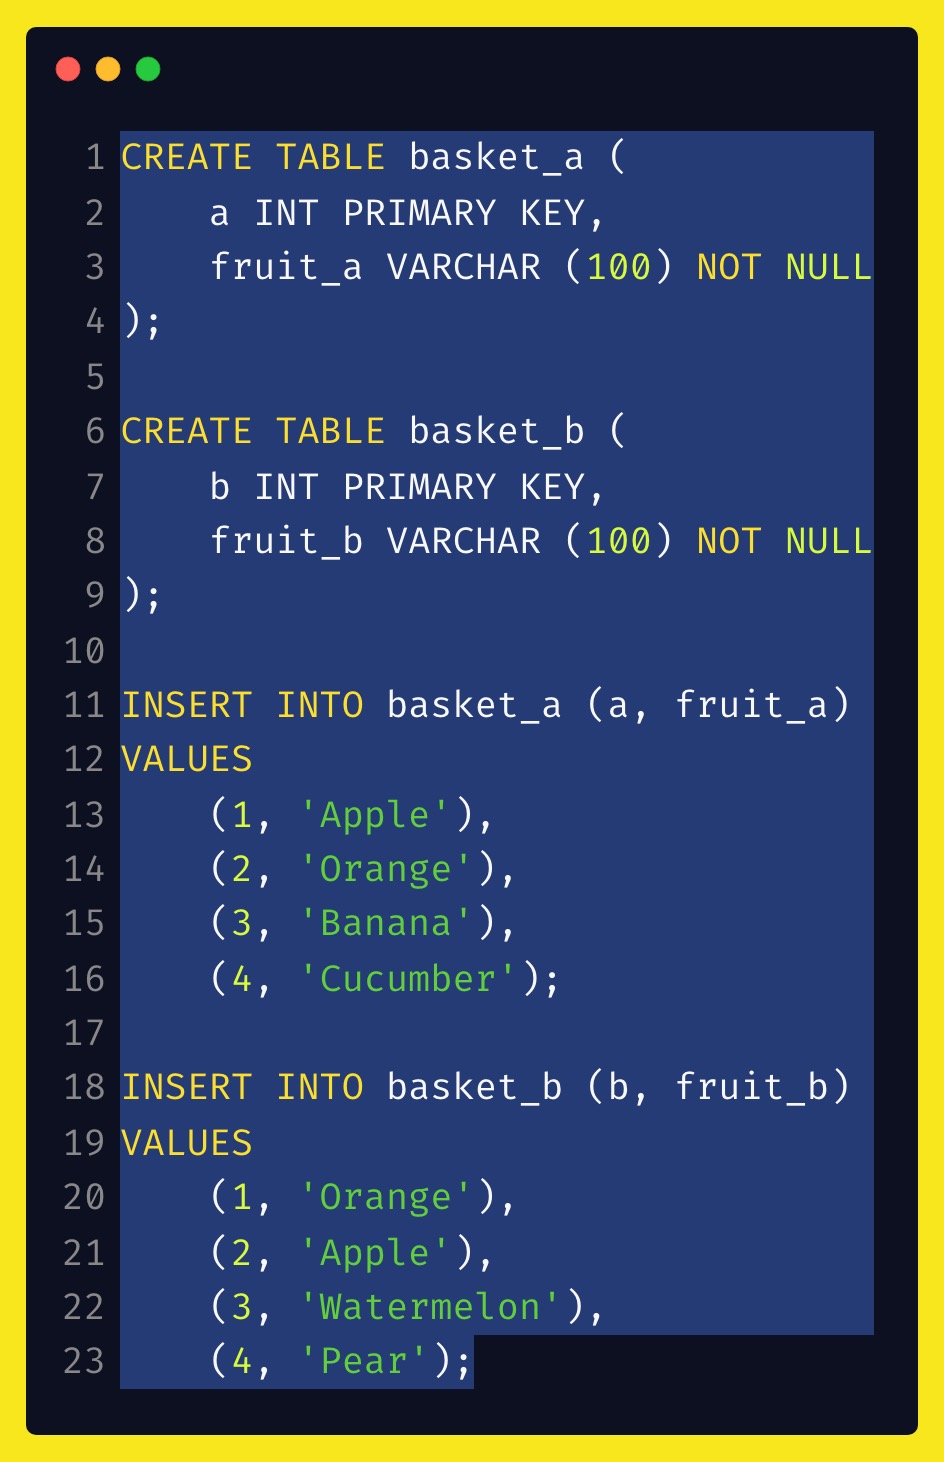 1 CREATE TABLE basket_a (
2     a INT PRIMARY KEY,
3     fruit_a VARCHAR (100) NOT NULL
4 );
5
6 CREATE TABLE basket_b (
7     b INT PRIMARY KEY,
8     fruit_b VARCHAR (100) NOT NULL
9 );
10
11 INSERT INTO basket_a (a, fruit_a)
12 VALUES
13     (1, 'Apple'),
14     (2, 'Orange'),
15     (3, 'Banana'),
16     (4, 'Cucumber');
17
18 INSERT INTO basket_b (b, fruit_b)
19 VALUES
20     (1, 'Orange'),
21     (2, 'Apple'),
22     (3, 'Watermelon'),
23     (4, 'Pear');